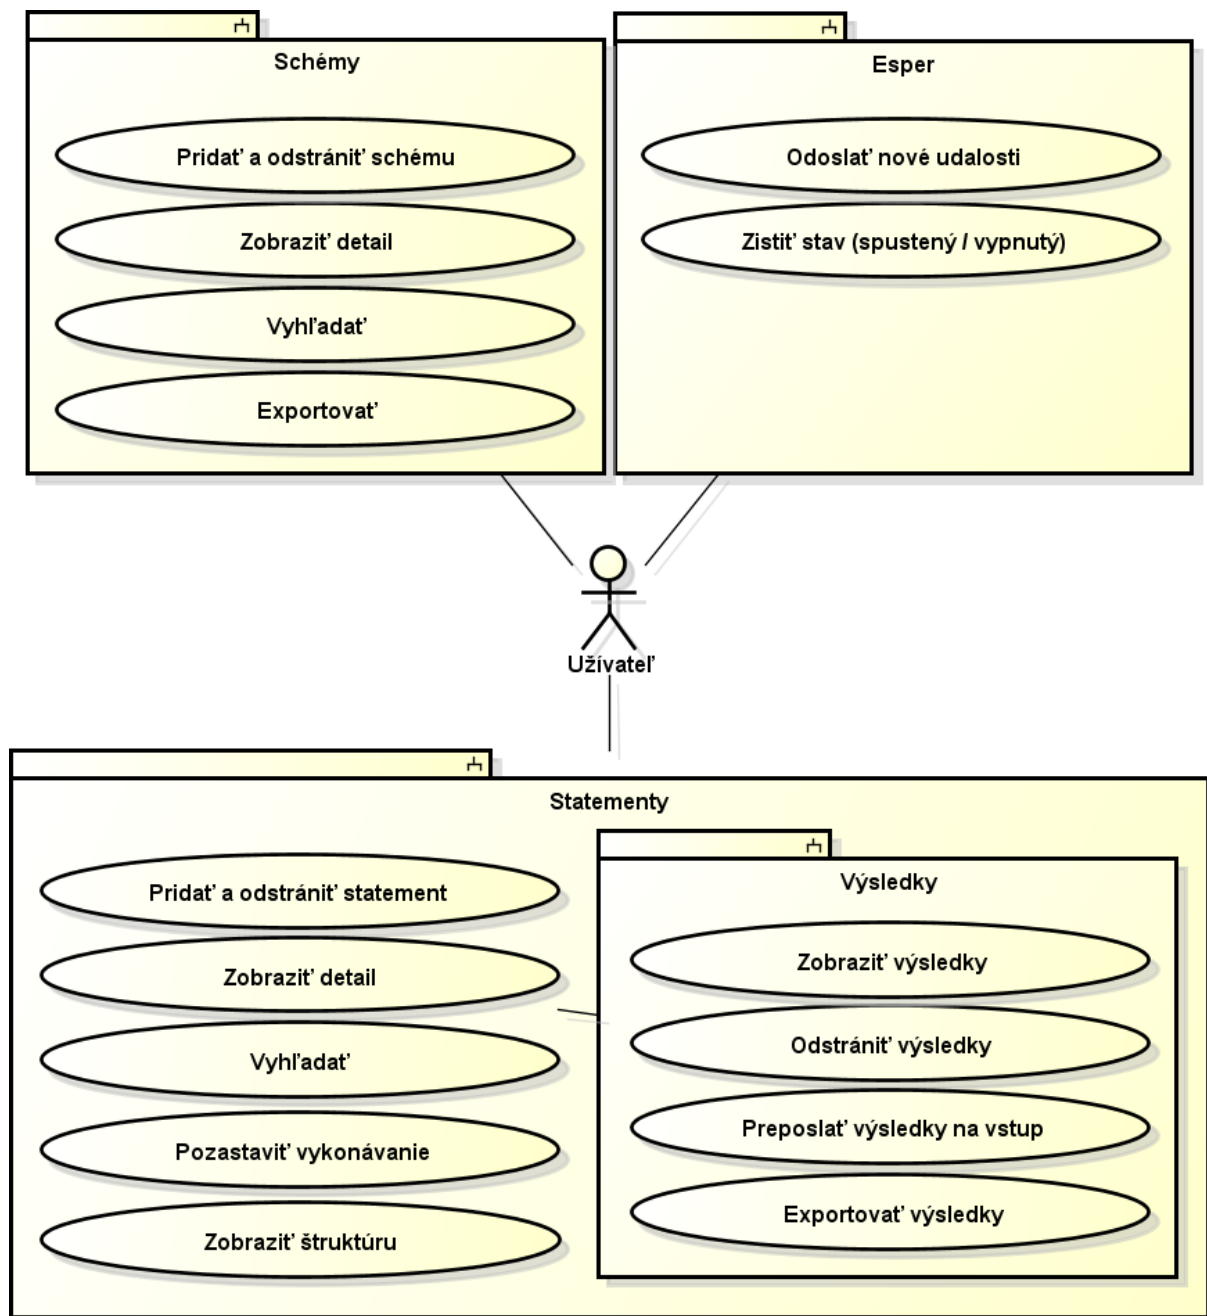 Schémy
Pridať a odstrániť schému
Zobraziť detail
Vyhľadať
Exportovať
Esper
Odoslať nové udalosti
Zistiť stav (spustený / vypnutý)
Užívateľ
Statementy
Pridať a odstrániť statement
Zobraziť detail
Vyhľadať
Pozastaviť vykonávanie
Zobraziť štruktúru
Výsledky
Zobraziť výsledky
Odstrániť výsledky
Preposlať výsledky na vstup
Exportovať výsledky